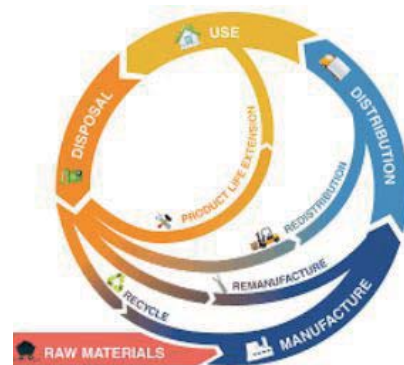 USE
DISTRIBUTION
DISPOSAL
PRODUCT LIFE EXTENSION
REDISTRIBUTION
REMANUFACTURE
RECYCLE
MANUFACTURE
RAW MATERIALS